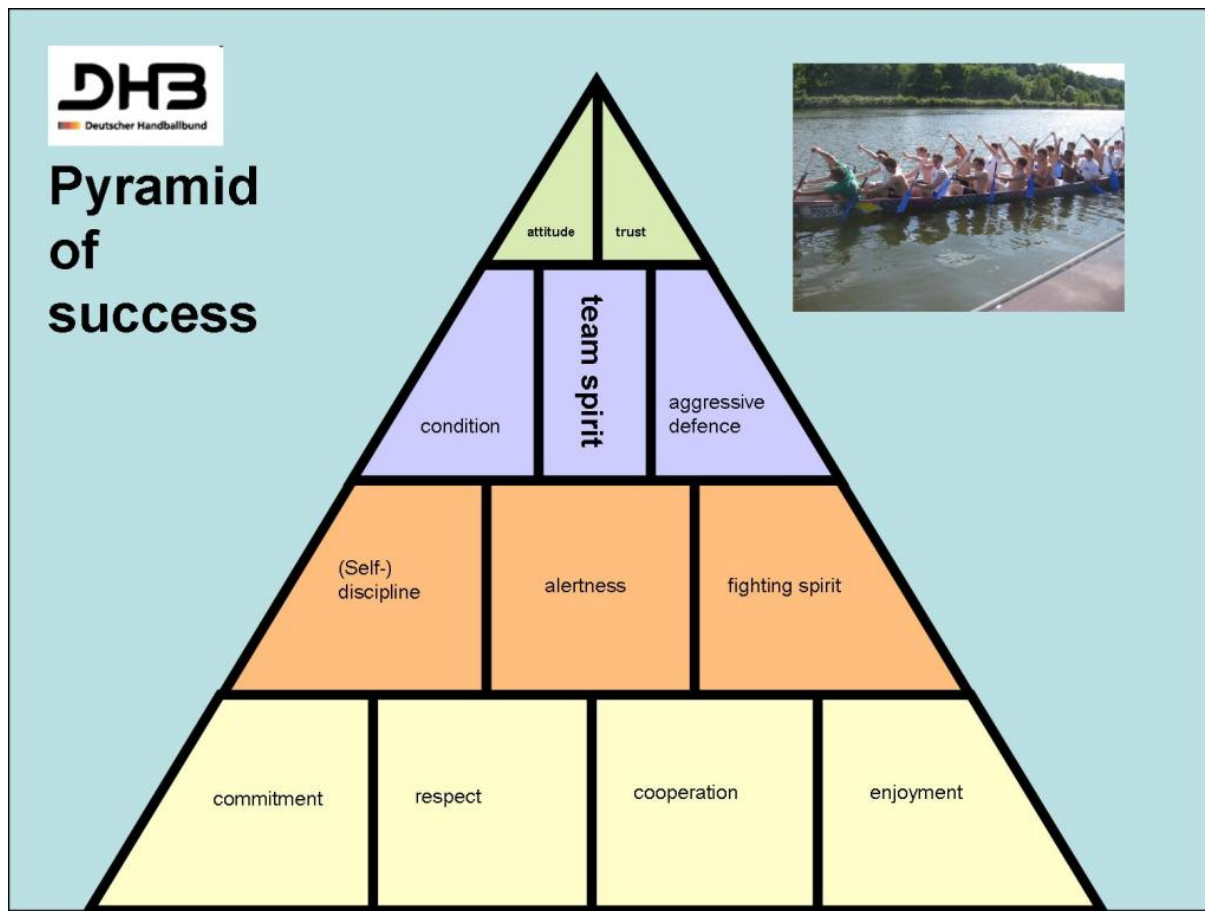 DHB
Deutscher Handballbund
Pyramid
of
success
attitude
trust
condition
team spirit
aggressive
defence
(Self-)
discipline
alertness
fighting spirit
commitment
respect
cooperation
enjoyment